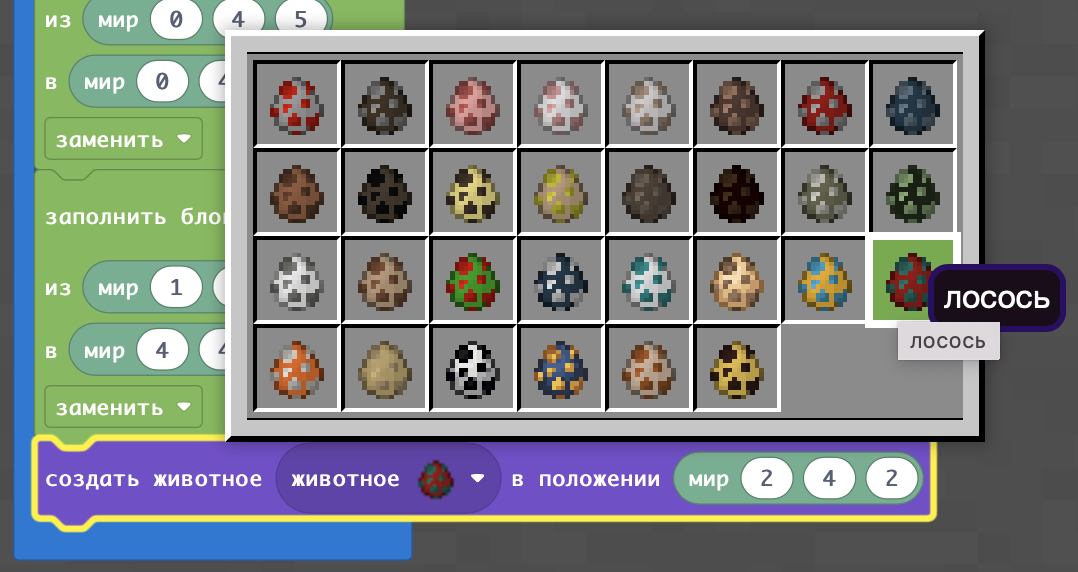 из мир 0 4 5
в мир 0 4
заменить
заполнить бло
из мир 1
в мир 4 4
заменить
ЛОСОСЬ
ЛОСОСЬ
создать животное животное в положении мир 2 4 2